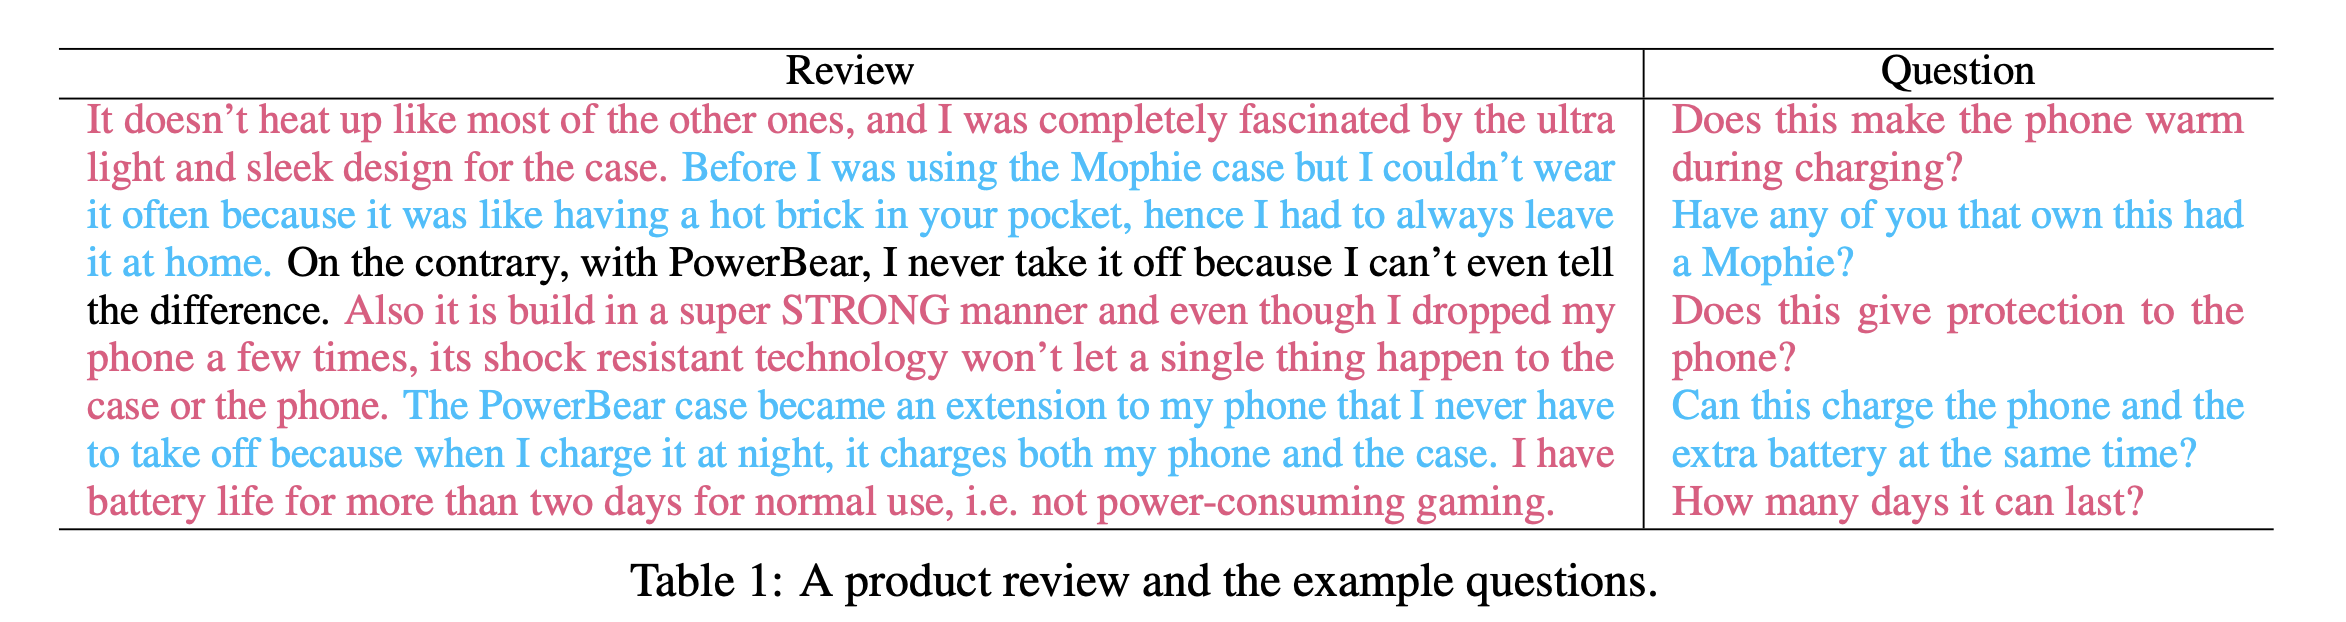 Review
Question
It doesn’t heat up like most of the other ones, and I was completely fascinated by the ultra
light and sleek design for the case. Before I was using the Mophie case but I couldn’t wear
it often because it was like having a hot brick in your pocket, hence I had to always leave
it at home. On the contrary, with PowerBear, I never take it off because I can’t even tell
the difference. Also it is build in a super STRONG manner and even though I dropped my
phone a few times, its shock resistant technology won’t let a single thing happen to the
case or the phone. The PowerBear case became an extension to my phone that I never have
to take off because when I charge it at night, it charges both my phone and the case. I have
battery life for more than two days for normal use, i.e. not power-consuming gaming.
Does this make the phone warm
during charging?
Have any of you that own this had
a Mophie?
Does this give protection to the
phone?
Can this charge the phone and the
extra battery at the same time?
How many days it can last?
Table 1: A product review and the example questions.